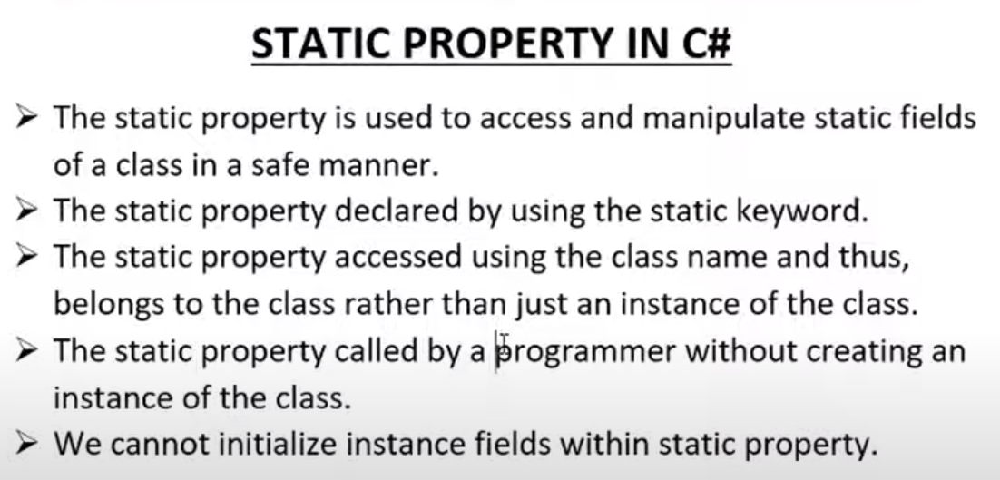 STATIC PROPERTY IN C#
➢ The static property is used to access and manipulate static fields
of a class in a safe manner.
➢ The static property declared by using the static keyword.
➢ The static property accessed using the class name and thus,
belongs to the class rather than just an instance of the class.
➢ The static property called by a programmer without creating an
instance of the class.
➢ We cannot initialize instance fields within static property.